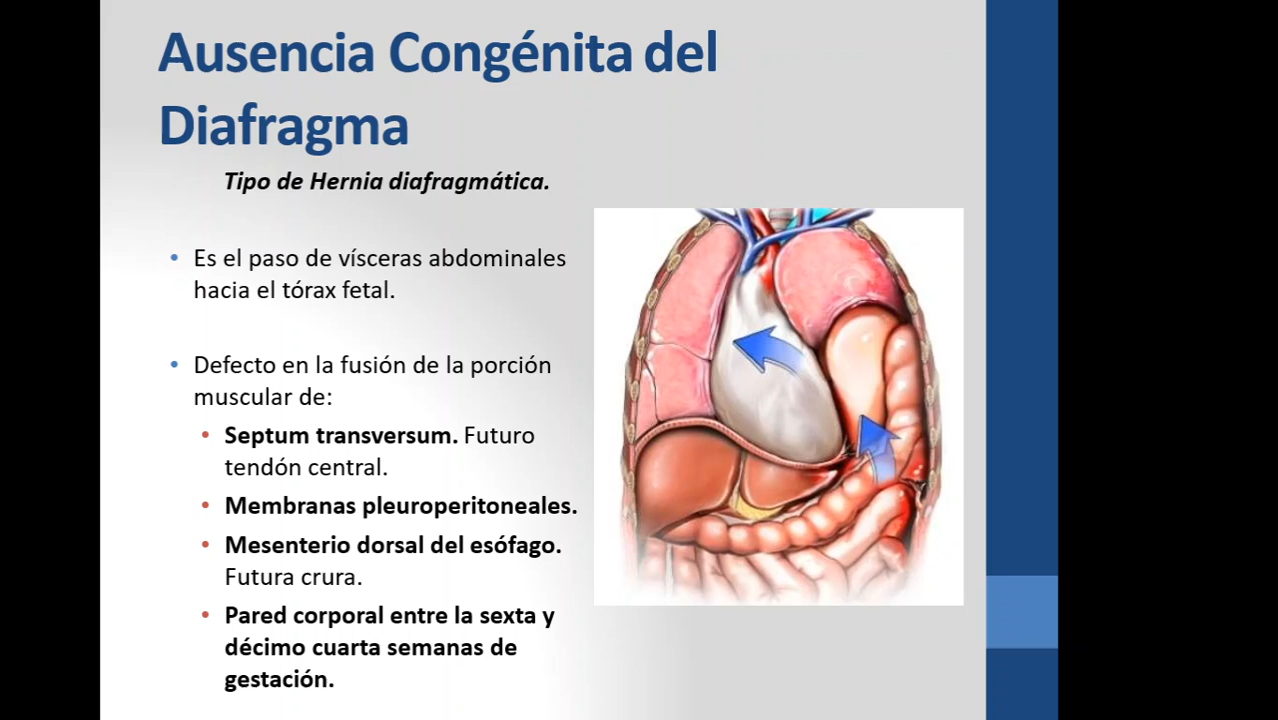 Ausencia Congénita del
Diafragma
Tipo de Hernia diafragmática.
• Es el paso de vísceras abdominales
hacia el tórax fetal.
• Defecto en la fusión de la porción
muscular de:
• Septum transversum. Futuro
tendón central.
• Membranas pleuroperitoneales.
• Mesenterio dorsal del esófago.
Futura crura.
• Pared corporal entre la sexta y
décimo cuarta semanas de
gestación.